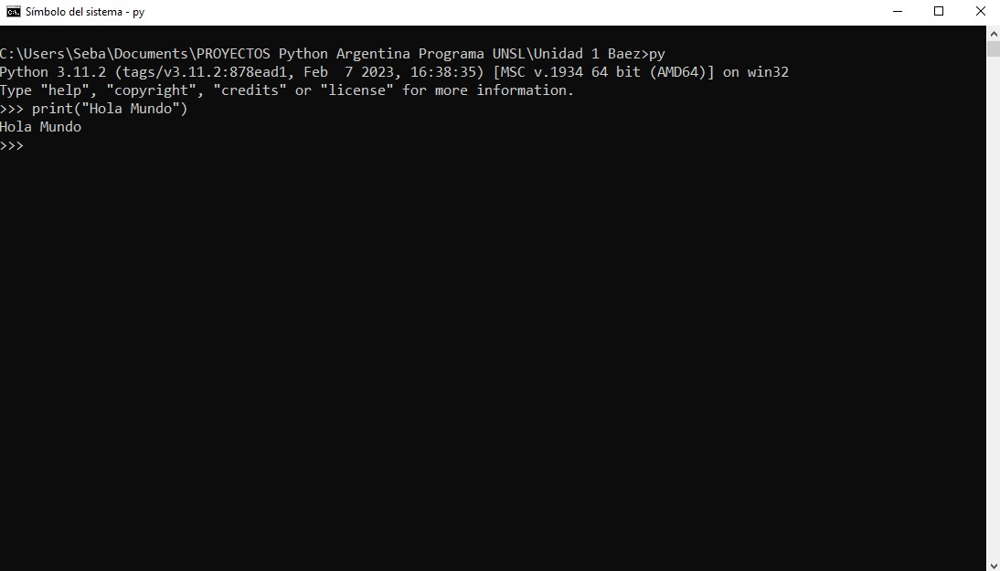 Símbolo del sistema - py
C:\Users\Seba\Documents\PROYECTOS Python Argentina Programa UNSL\Unidad 1 Baez>py
Python 3.11.2 (tags/v3.11.2:878ead1, Feb  7 2023, 16:38:35) [MSC v.1934 64 bit (AMD64)] on win32
Type "help", "copyright", "credits" or "license" for more information.
>>> print("Hola Mundo")
Hola Mundo
>>>